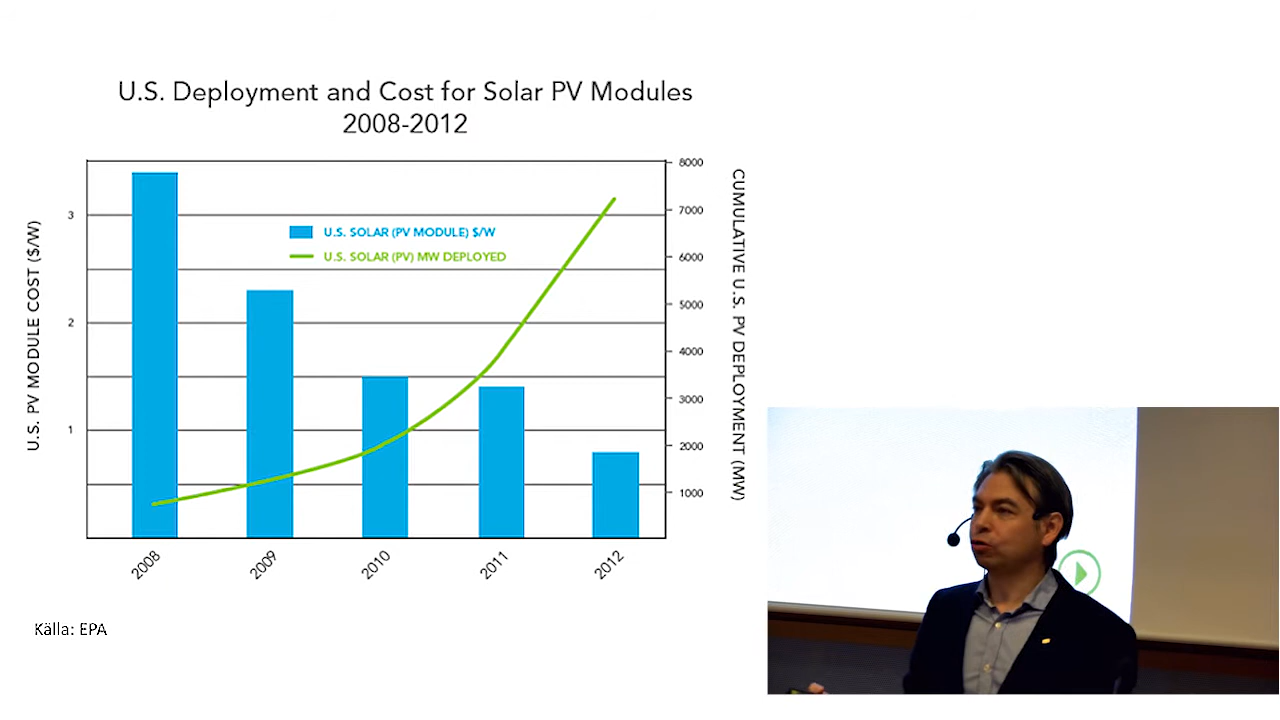 U.S. Deployment and Cost for Solar PV Modules
2008-2012
U.S. PV MODULE COST ($/W)
3
2
1
U.S. SOLAR (PV MODULE) $/W
U.S. SOLAR (PV) MW DEPLOYED
8000
7000
6000
5000
4000
3000
2000
1000
CUMULATIVE U.S. PV DEPLOYMENT (MW)
2008
2009
2010
2011
2012
Källa: EPA